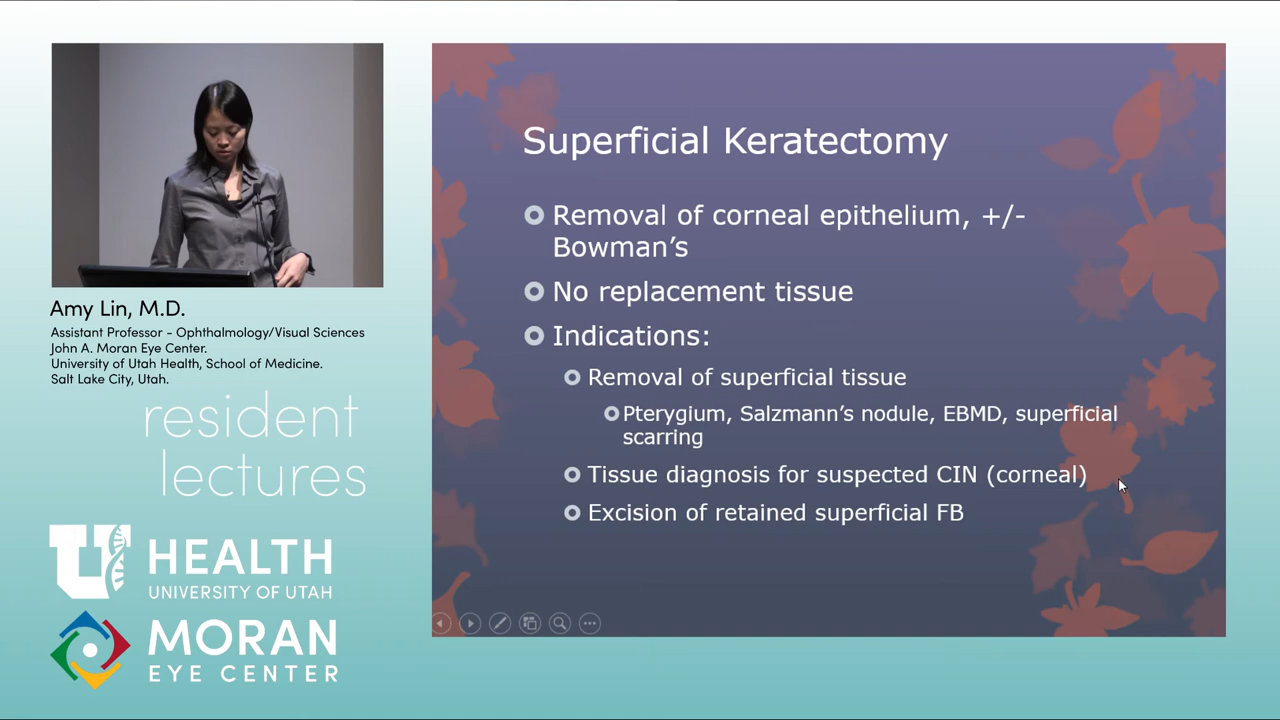 Amy Lin, M.D.
Assistant Professor - Ophthalmology/Visual Sciences
John A. Moran Eye Center.
University of Utah Health, School of Medicine.
Salt Lake City, Utah.
resident
lectures
U HEALTH
UNIVERSITY OF UTAH
MORAN
EYE CENTER
Superficial Keratectomy
Removal of corneal epithelium, +/-
Bowman’s
No replacement tissue
Indications:
Removal of superficial tissue
Pterygium, Salzmann’s nodule, EBMD, superficial
scarring
Tissue diagnosis for suspected CIN (corneal)
Excision of retained superficial FB